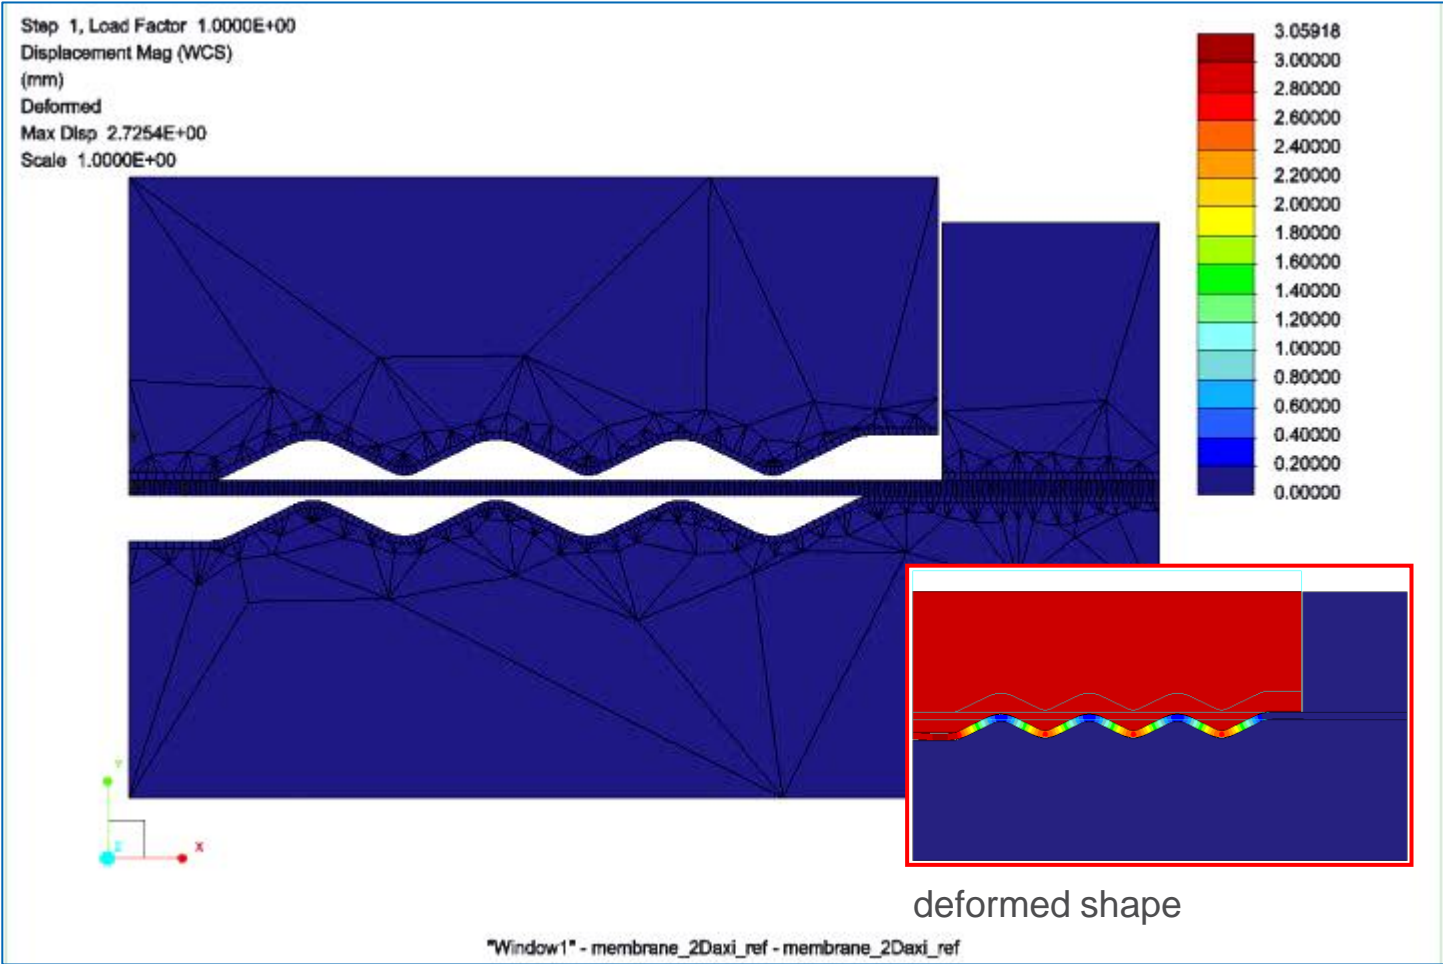 Step 1, Load Factor 1.0000E+00
Displacement Mag (WCS)
(mm)
Deformed
Max Disp 2.7254E+00
Scale 1.0000E+00
3.05918
3.00000
2.80000
2.60000
2.40000
2.20000
2.00000
1.80000
1.60000
1.40000
1.20000
1.00000
0.80000
0.60000
0.40000
0.20000
0.00000
Y
Z
X
deformed shape
"Window1" - membrane_2Daxi_ref - membrane_2Daxi_ref